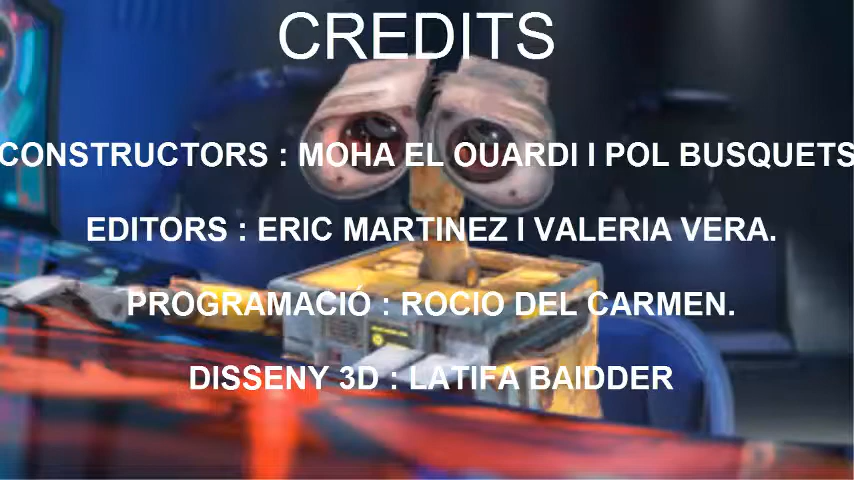 CREDITS
CONSTRUCTORS : MOHA EL OUARDI I POL BUSQUETS
EDITORS : ERIC MARTINEZ I VALERIA VERA.
PROGRAMACIÓ : ROCIO DEL CARMEN.
DISSENY 3D : LATIFA BAIDDER